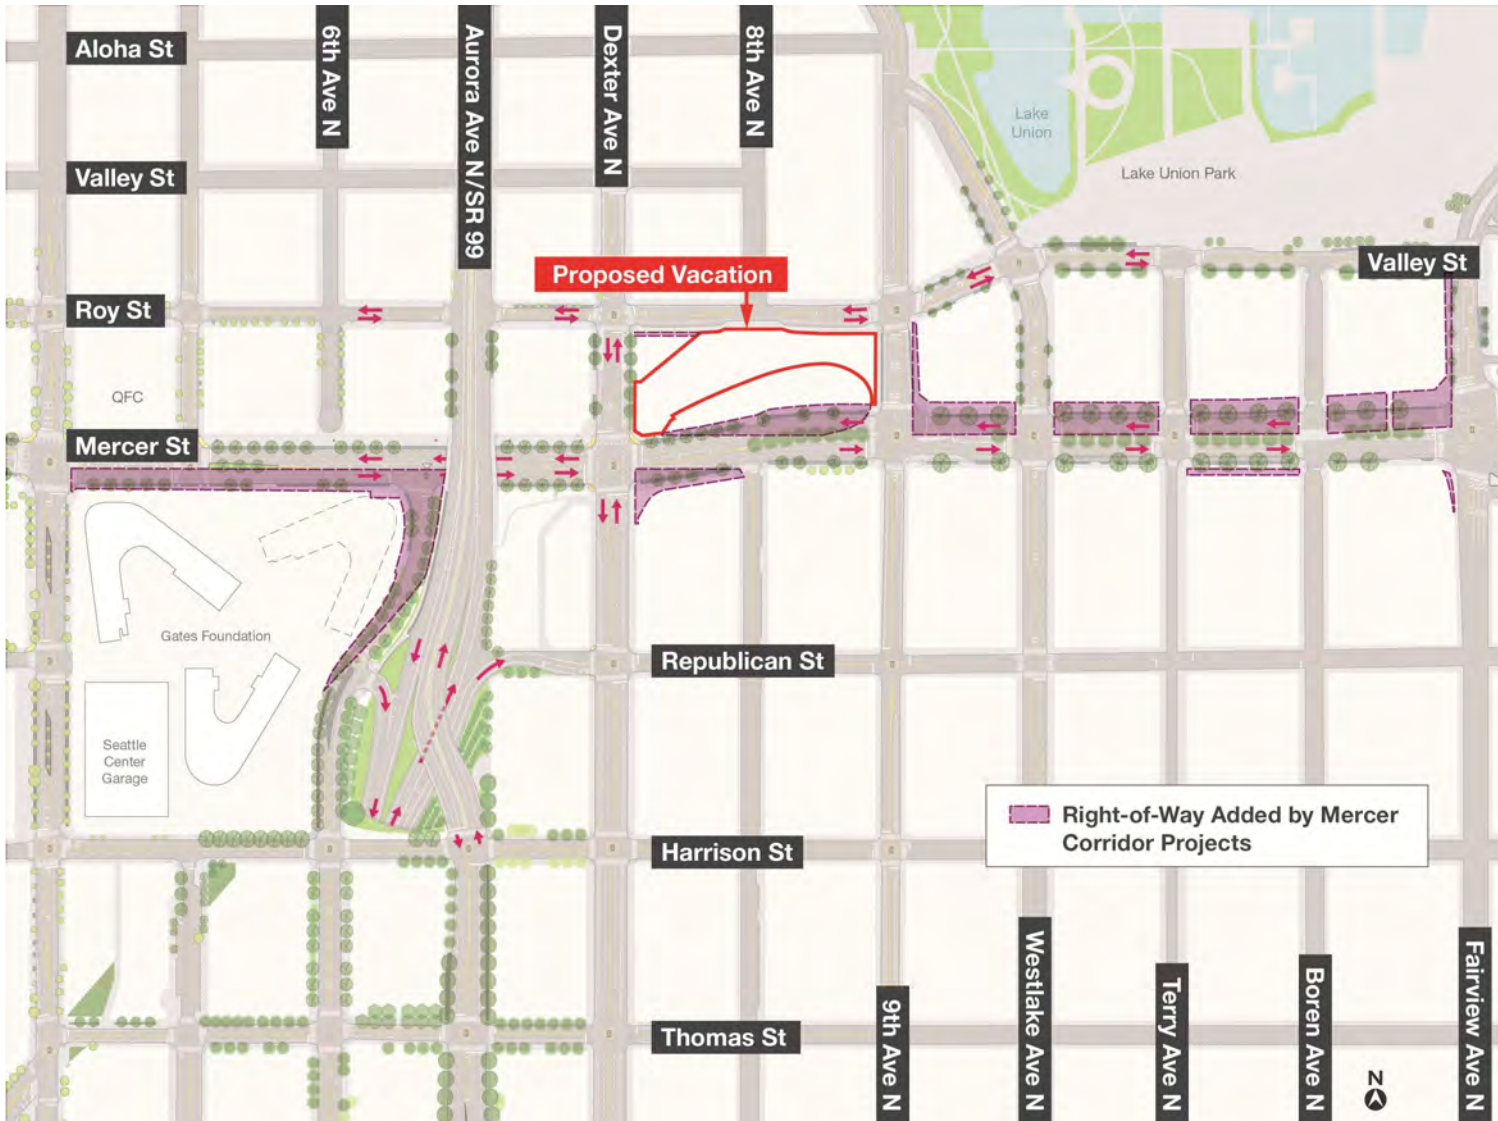 Aloha St
6th Ave N
Aurora Ave N/SR 99
Dexter Ave N
8th Ave N
Lake
Union
Valley St
Lake Union Park
Proposed Vacation
Valley St
Roy St
QFC
Mercer St
Gates Foundation
Republican St
Seattle
Center
Garage
Right-of-Way Added by Mercer
Corridor Projects
Harrison St
Westlake Ave N
Fairview Ave N
Boren Ave N
Terry Ave N
9th Ave N
Thomas St
N